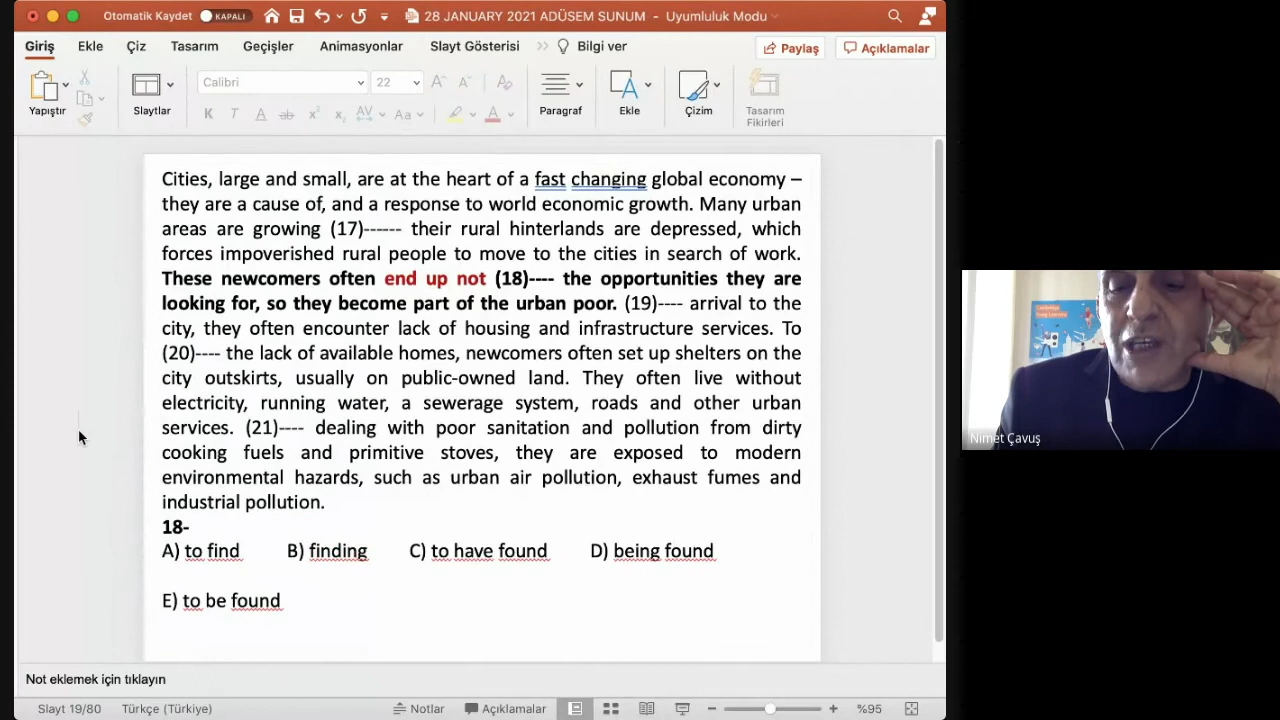 Otomatik Kaydet KAPALI 28 JANUARY 2021 ADÜSEM SUNUM - Uyumluluk Modu
Giriş Ekle Çiz Tasarım Geçişler Animasyonlar Slayt Gösterisi Bilgi ver Paylaş Açıklamalar
Calibri 22
Yapıştır Slaytlar K T A ab x² x₂ AV Aa A Paragraf Ekle Çizim Tasarım Fikirleri
Cities, large and small, are at the heart of a fast changing global economy –
they are a cause of, and a response to world economic growth. Many urban
areas are growing (17)------ their rural hinterlands are depressed, which
forces impoverished rural people to move to the cities in search of work.
These newcomers often end up not (18)---- the opportunities they are
looking for, so they become part of the urban poor. (19)---- arrival to the
city, they often encounter lack of housing and infrastructure services. To
(20)---- the lack of available homes, newcomers often set up shelters on the
city outskirts, usually on public-owned land. They often live without
electricity, running water, a sewerage system, roads and other urban
services. (21)---- dealing with poor sanitation and pollution from dirty
cooking fuels and primitive stoves, they are exposed to modern
environmental hazards, such as urban air pollution, exhaust fumes and
industrial pollution.
18-
A) to find B) finding C) to have found D) being found
E) to be found
Not eklemek için tıklayın
Slayt 19/80 Türkçe (Türkiye) Notlar Açıklamalar %95
Nimet Çavuş